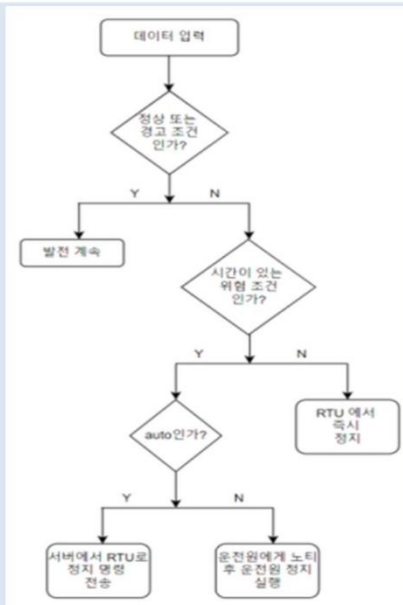 데이터 입력
정상 또는
경고 조건
인가?
Y
N
발전 계속
시간이 있는
위험 조건
인가?
Y
N
auto인가?
RTU 에서
즉시
정지
Y
N
서버에서 RTU로
정지 명령
전송
운전원에게 노티
후 운전원 정지
실행